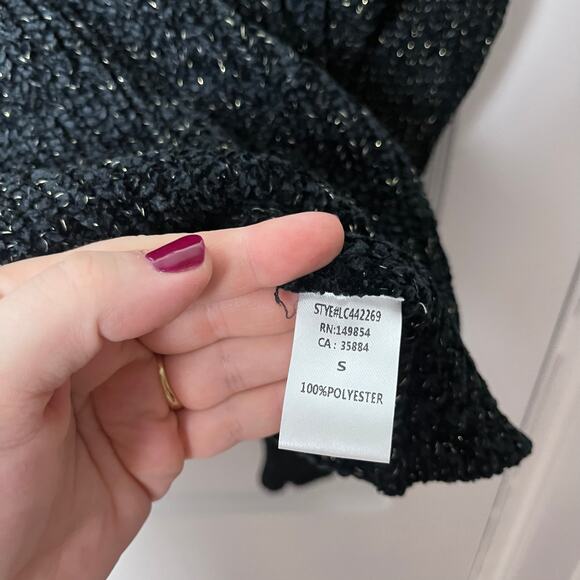 STYE#LC442269
RN:149854
CA: 35884
S
100%POLYESTER